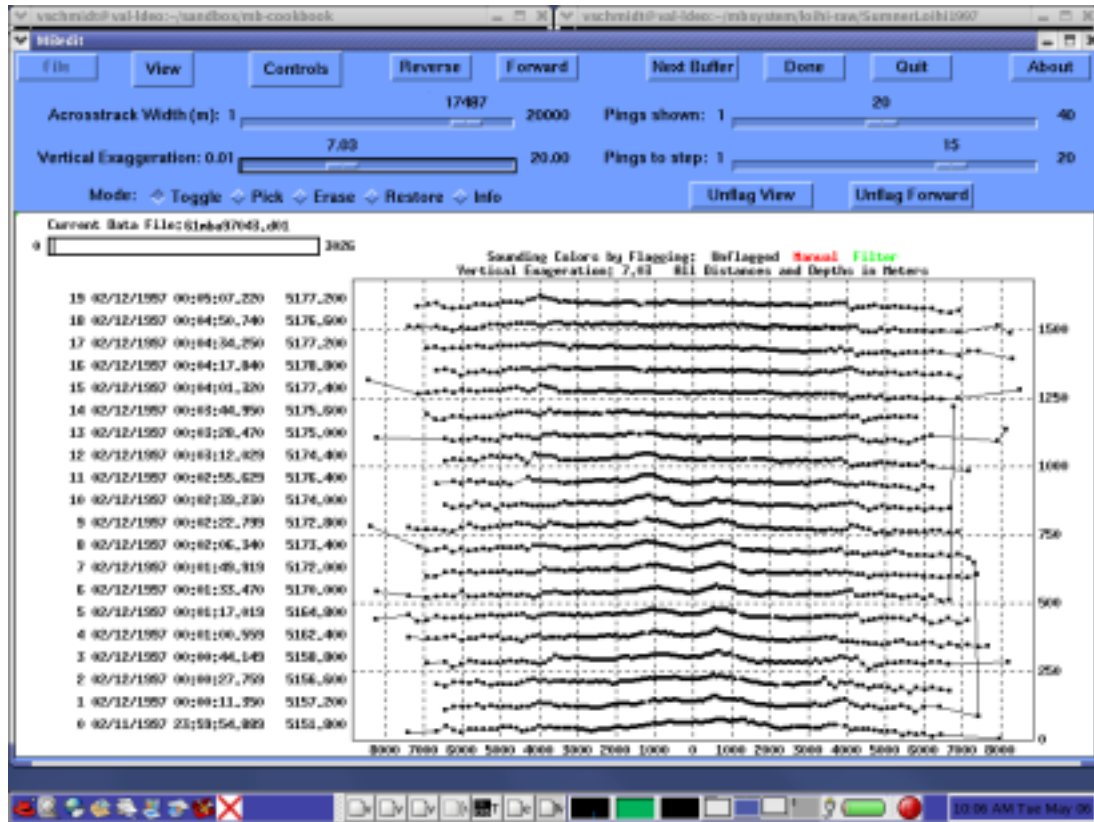 vschmidt@val-ldeo:~/sandbox/mb-cookbook
vschmidt@val-ldeo:~/mbsystem/loihi-raw/SumnerLoihi1997
MBedit
File View Controls Reverse Forward Next Buffer Done Quit About
Acrosstrack Width (m): 1 17487 20000 Pings shown: 1 20 40
Vertical Exaggeration: 0.01 7.03 20.00 Pings to step: 1 15 20
Mode: Toggle Pick Erase Restore Info Unflag View Unflag Forward
Current Data File:
0 3026
Sounding Colors by Flagging: Unflagged Manual Filter
Vertical Exageration: 7.03 All Distances and Depths in Meters
19 02/12/1997 00:05:07.220 5177.200
18 02/12/1997 00:04:50.740 5176.600
17 02/12/1997 00:04:34.250 5177.200
16 02/12/1997 00:04:17.840 5178.800
15 02/12/1997 00:04:01.320 5177.400
14 02/12/1997 00:03:44.950 5175.600
13 02/12/1997 00:03:28.470 5175.000
12 02/12/1997 00:03:12.029 5174.400
11 02/12/1997 00:02:55.629 5176.400
10 02/12/1997 00:02:39.230 5174.000
9 02/12/1997 00:02:22.799 5172.800
8 02/12/1997 00:02:06.340 5173.400
7 02/12/1997 00:01:49.919 5172.000
6 02/12/1997 00:01:33.470 5170.000
5 02/12/1997 00:01:17.019 5164.800
4 02/12/1997 00:01:00.559 5162.400
3 02/12/1997 00:00:44.149 5158.800
2 02/12/1997 00:00:27.759 5156.600
1 02/12/1997 00:00:11.350 5157.200
0 02/11/1997 23:59:54.889 5151.800
1500
1250
1000
750
500
250
0
8000 7000 6000 5000 4000 3000 2000 1000 0 1000 2000 3000 4000 5000 6000 7000 8000
10:06 AM Tue May 06